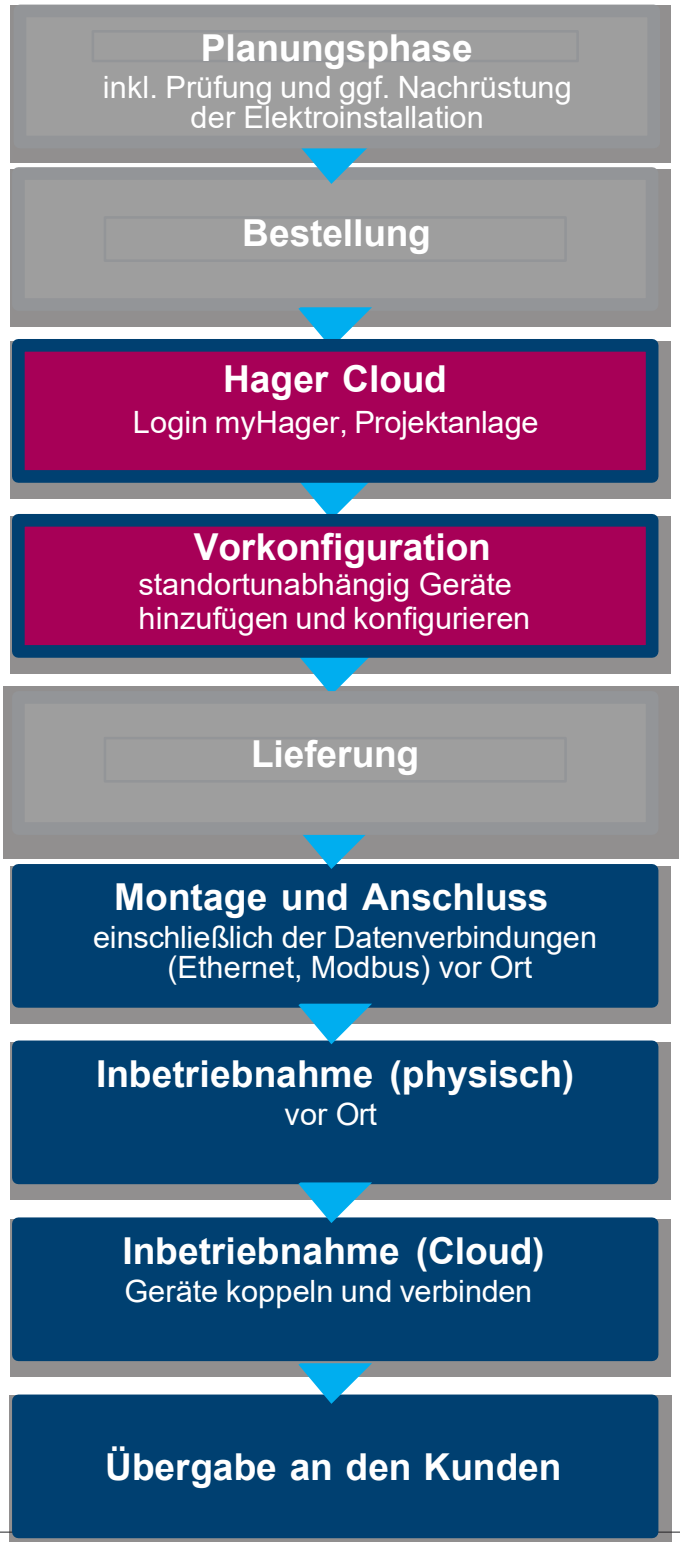 Planungsphase
inkl. Prüfung und ggf. Nachrüstung
der Elektroinstallation
Bestellung
Hager Cloud
Login myHager, Projektanlage
Vorkonfiguration
standortunabhängig Geräte
hinzufügen und konfigurieren
Lieferung
Montage und Anschluss
einschließlich der Datenverbindungen
(Ethernet, Modbus) vor Ort
Inbetriebnahme (physisch)
vor Ort
Inbetriebnahme (Cloud)
Geräte koppeln und verbinden
Übergabe an den Kunden